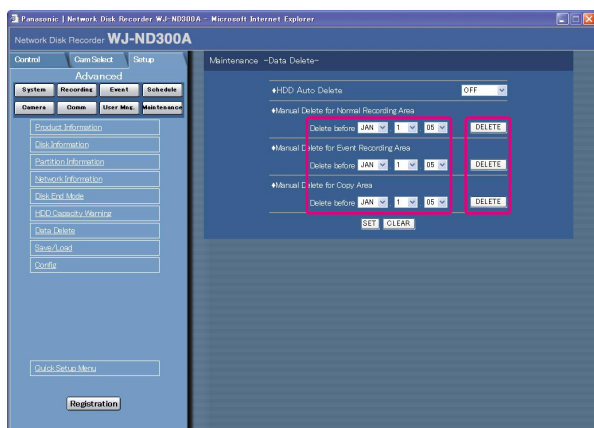 Panasonic | Network Disk Recorder WJ-ND300A - Microsoft Internet Explorer
Network Disk Recorder WJ-ND300A
Control Cam Select Setup
Advanced
System Recording Event Schedule
Camera Comm User Mng. Maintenance
Product Information
Disk Information
Partition Information
Network Information
Disk End Mode
HDD Capacity Warning
Data Delete
Save/Load
Config
Quick Setup Menu
Registration
Maintenance -Data Delete-
♦HDD Auto Delete OFF
♦Manual Delete for Normal Recording Area
Delete before JAN 1 05 DELETE
♦Manual Delete for Event Recording Area
Delete before JAN 1 05 DELETE
♦Manual Delete for Copy Area
Delete before JAN 1 05 DELETE
SET CLEAR